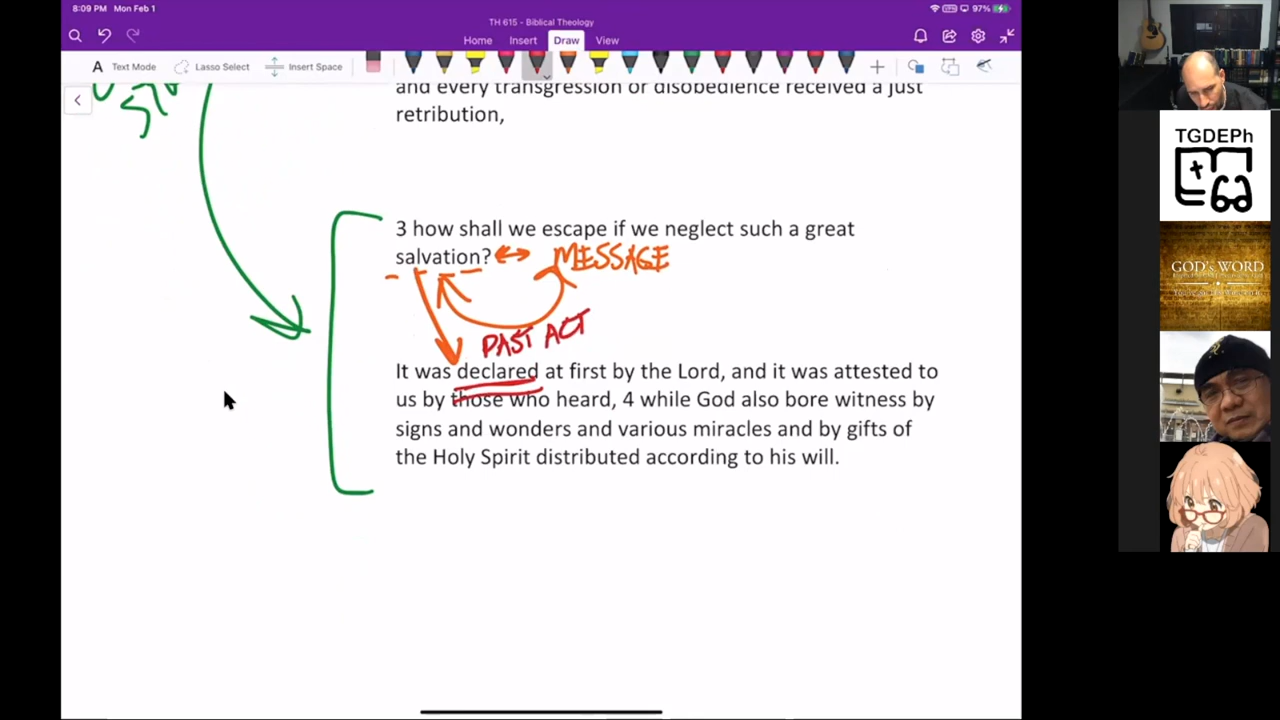 8:09 PM Mon Feb 1
97%
TH 615 - Biblical Theology
Home Insert Draw View
A Text Mode Lasso Select Insert Space
and every transgression or disobedience received a just
retribution,
3 how shall we escape if we neglect such a great
salvation? MESSAGE
PAST ACT
It was declared at first by the Lord, and it was attested to
us by those who heard, 4 while God also bore witness by
signs and wonders and various miracles and by gifts of
the Holy Spirit distributed according to his will.
TGDEPh
GOD's WORD